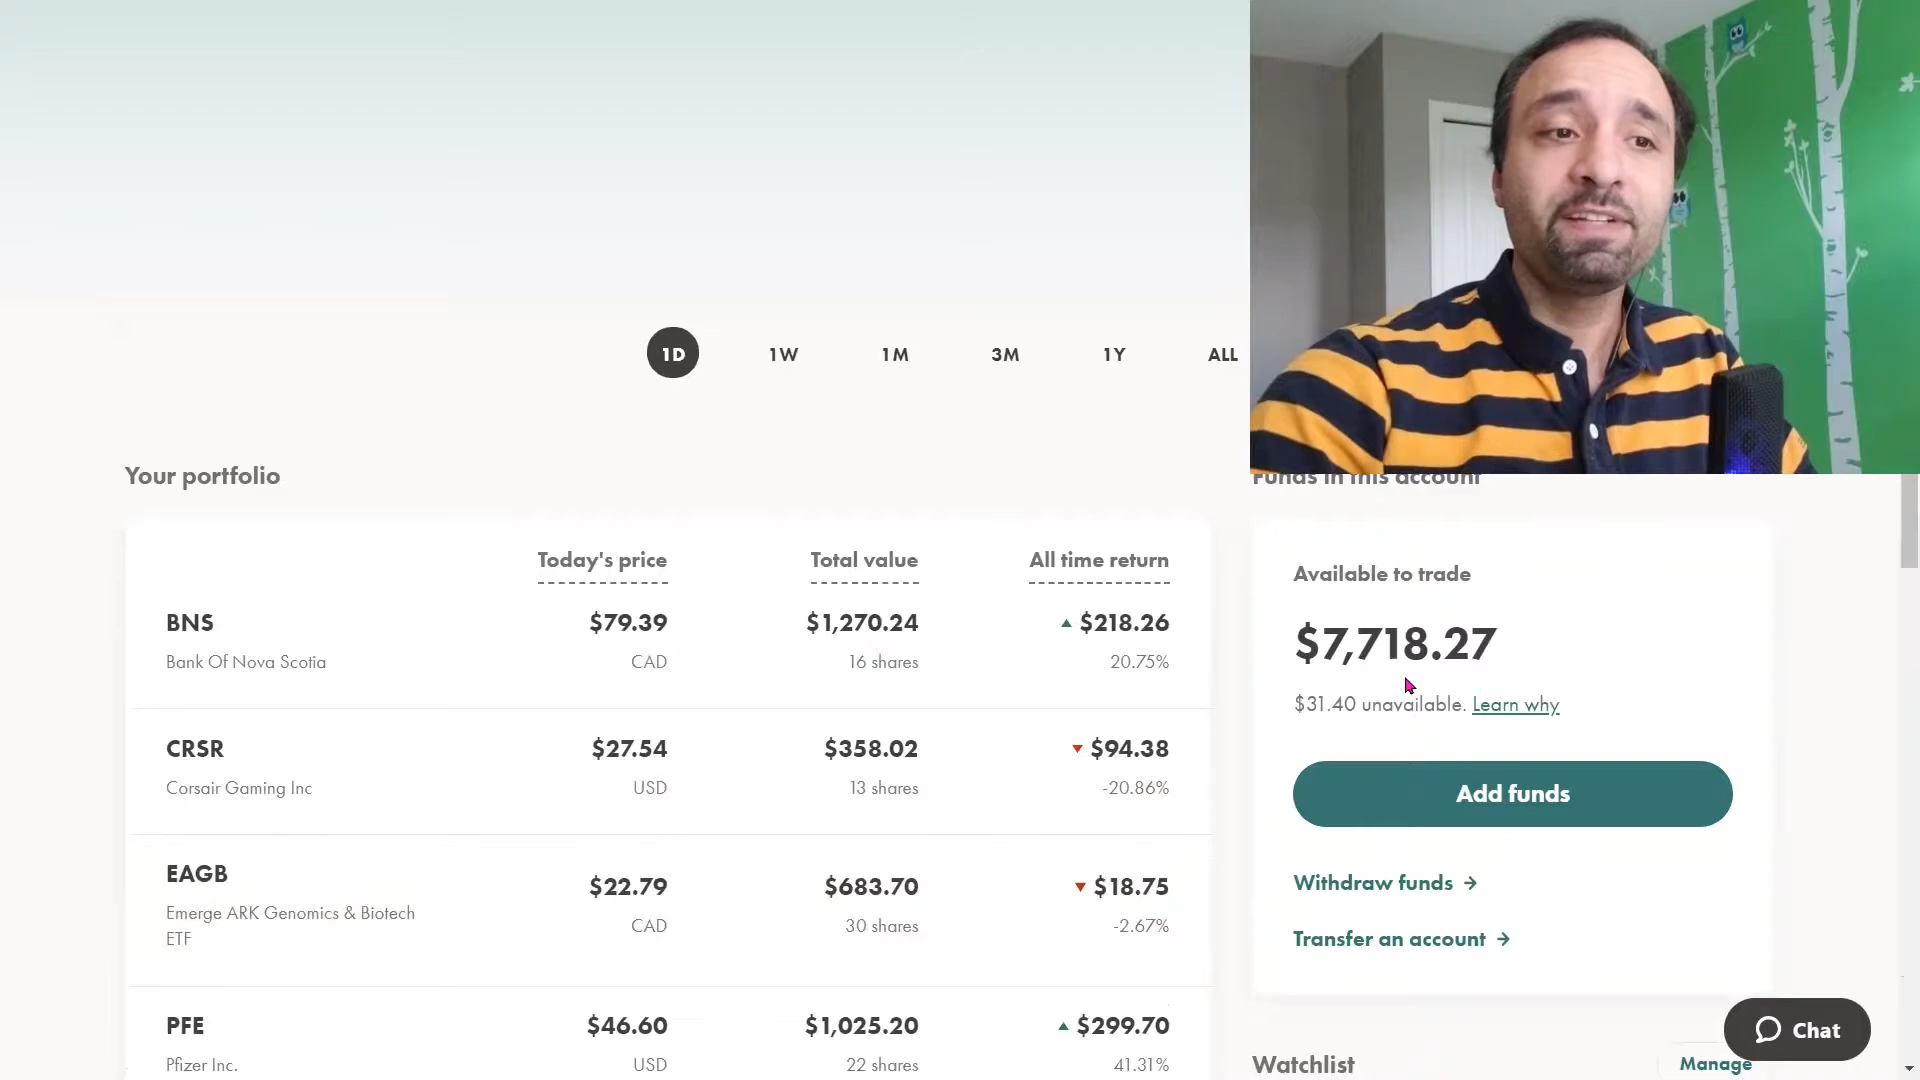 1D 1W 1M 3M 1Y ALL
Your portfolio
Today's price Total value All time return
BNS $79.39 $1,270.24 $218.26
Bank Of Nova Scotia CAD 16 shares 20.75%
CRSR $27.54 $358.02 $94.38
Corsair Gaming Inc USD 13 shares -20.86%
EAGB $22.79 $683.70 $18.75
Emerge ARK Genomics & Biotech CAD 30 shares -2.67%
ETF
PFE $46.60 $1,025.20 $299.70
Pfizer Inc. USD 22 shares 41.31%
Funds in this account
Available to trade
$7,718.27
$31.40 unavailable. Learn why
Add funds
Withdraw funds →
Transfer an account →
Watchlist Manage
Chat